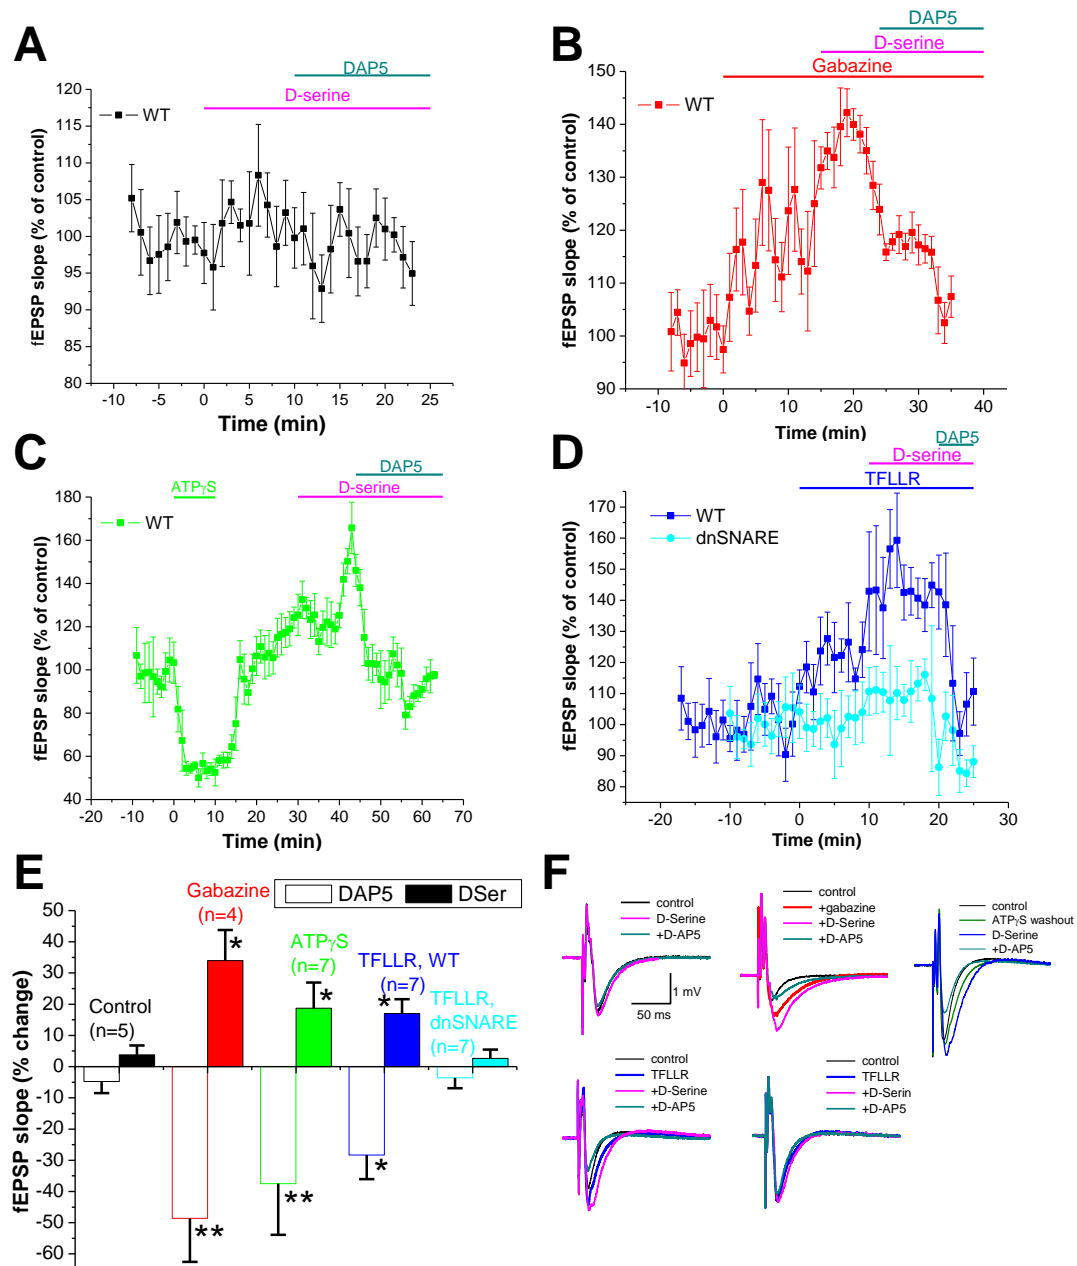 A
DAP5
D-serine
WT
fEPSP slope (% of control)
120
115
110
105
100
95
90
85
80
-10 -5 0 5 10 15 20 25
Time (min)
B
DAP5
D-serine
Gabazine
WT
fEPSP slope (% of control)
150
140
130
120
110
100
90
-10 0 10 20 30 40
Time (min)
C
DAP5
ATPγS
D-serine
WT
fEPSP slope (% of control)
180
160
140
120
100
80
60
40
-20 -10 0 10 20 30 40 50 60 70
Time (min)
D
DAP5
D-serine
TFLLR
WT
dnSNARE
fEPSP slope (% of control)
170
160
150
140
130
120
110
100
90
80
-20 -10 0 10 20 30
Time (min)
E
DAP5 DSer
fEPSP slope (% change)
50
40
30
20
10
0
-10
-20
-30
-40
-50
-60
Control
(n=5)
Gabazine
(n=4)
*
**
ATPγS
(n=7)
*
**
TFLLR, WT
(n=7)
*
*
TFLLR,
dnSNARE
(n=7)
F
control
D-Serine
+D-AP5
1 mV
50 ms
control
+gabazine
+D-Serine
+D-AP5
control
ATPγS washout
D-Serine
+D-AP5
control
TFLLR
+D-Serine
+D-AP5
control
TFLLR
+D-Serin
+D-AP5